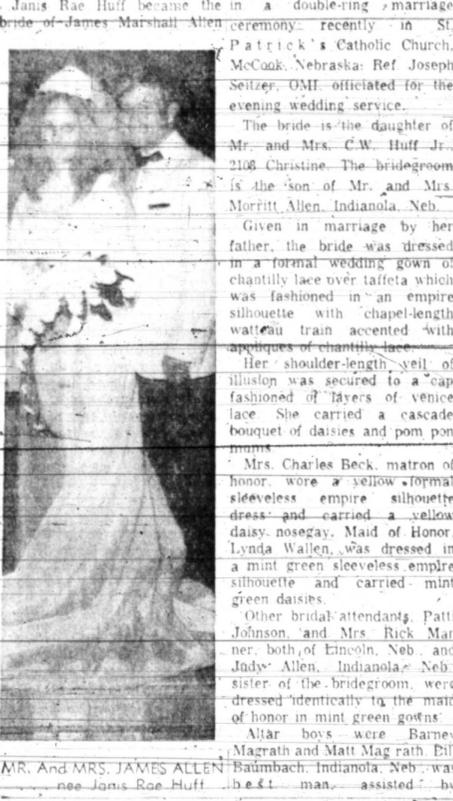 Janis Rae Huff became the
bride of James Marshall Allen
in a double-ring marriage
ceremony recently in St.
Patrick's Catholic Church,
McCook, Nebraska. Ref. Joseph
Seitzer, OMI, officiated for the
evening wedding service.
The bride is the daughter of
Mr. and Mrs. C.W. Huff Jr.,
2108 Christine. The bridegroom
is the son of Mr. and Mrs.
Morritt Allen, Indianola, Neb.
Given in marriage by her
father, the bride was dressed
in a formal wedding gown of
chantilly lace over taffeta which
was fashioned in an empire
silhouette with chapel-length
watteau train accented with
appliques of chantilly lace.
Her shoulder-length veil of
illusion was secured to a cap
fashioned of layers of venice
lace. She carried a cascade
bouquet of daisies and pom pon
mums.
Mrs. Charles Beck, matron of
honor, wore a yellow formal
sleeveless empire silhouette
dress and carried a yellow
daisy nosegay. Maid of Honor
Lynda Wallen, was dressed in
a mint green sleeveless empire
silhouette and carried mint
green daisies.
Other bridal attendants, Patti
Johnson, and Mrs. Rick Mar
ner, both of Lincoln, Neb., and
Judy Allen, Indianola, Neb.
sister of the bridegroom, were
dressed identically to the maid
of honor in mint green gowns.
Altar boys were Barney
Magrath and Matt Mag rath. Bill
Baumbach, Indianola, Neb. was
best man, assisted by
MR. And MRS. JAMES ALLEN
nee Janis Rae Huff